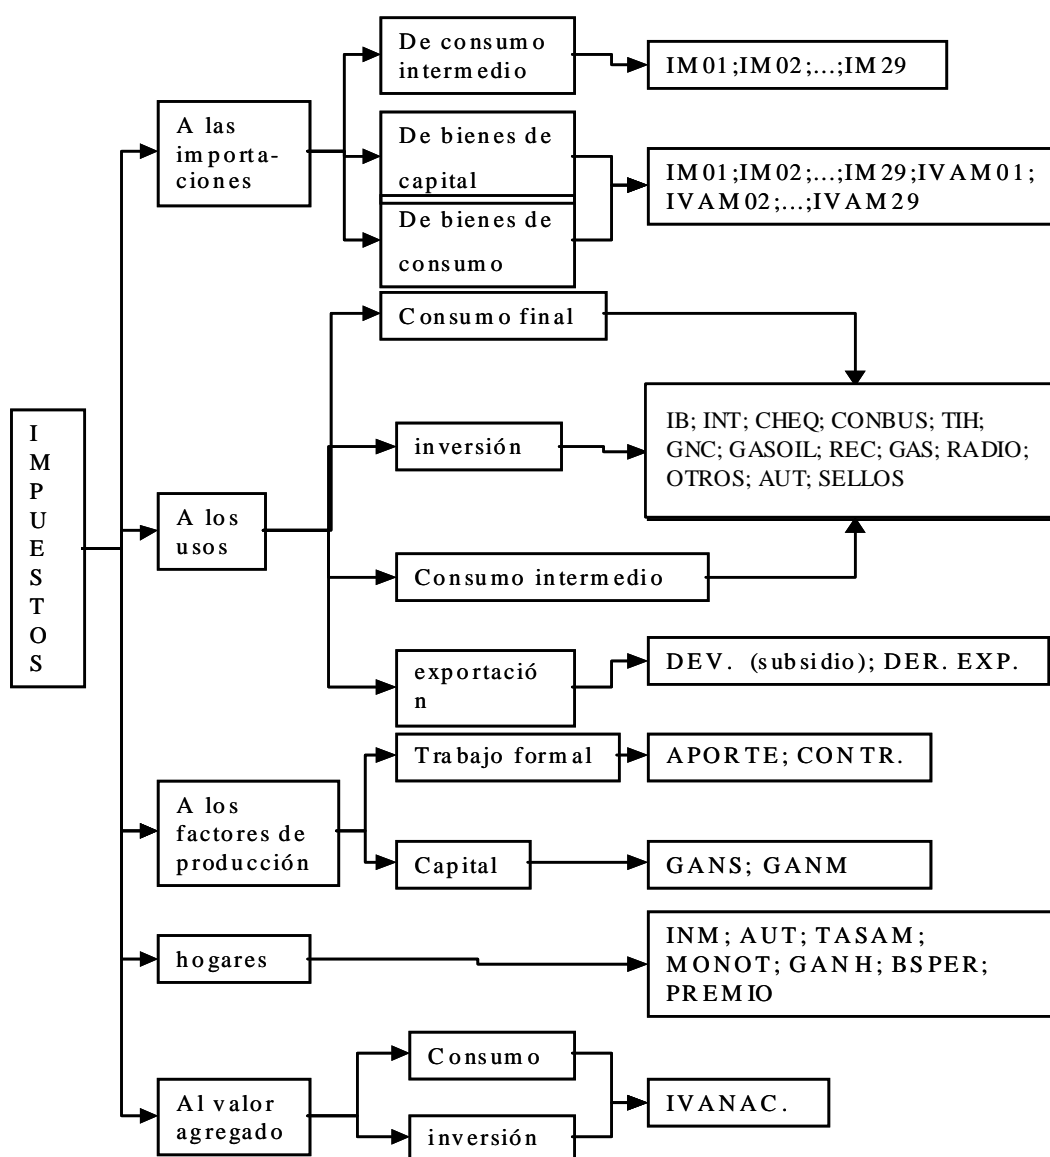 IMPUESTOS
A las
importa-
ciones
De consumo
intermedio
IM01;IM02;...;IM29
De bienes de
capital
De bienes de
consumo
IM01;IM02;...;IM29;IVAM01;
IVAM02;...;IVAM29
A los
usos
Consumo final
inversión
Consumo intermedio
exportació
n
IB; INT; CHEQ; CONBUS; TIH;
GNC; GASOIL; REC; GAS; RADIO;
OTROS; AUT; SELLOS
DEV. (subsidio); DER. EXP.
A los
factores de
producción
Trabajo formal
APORTE; CONTR.
Capital
GANS; GANM
hogares
INM; AUT; TASAM;
MONOT; GANH; BSPER;
PREMIO
Al valor
agregado
Consumo
inversión
IVANAC.